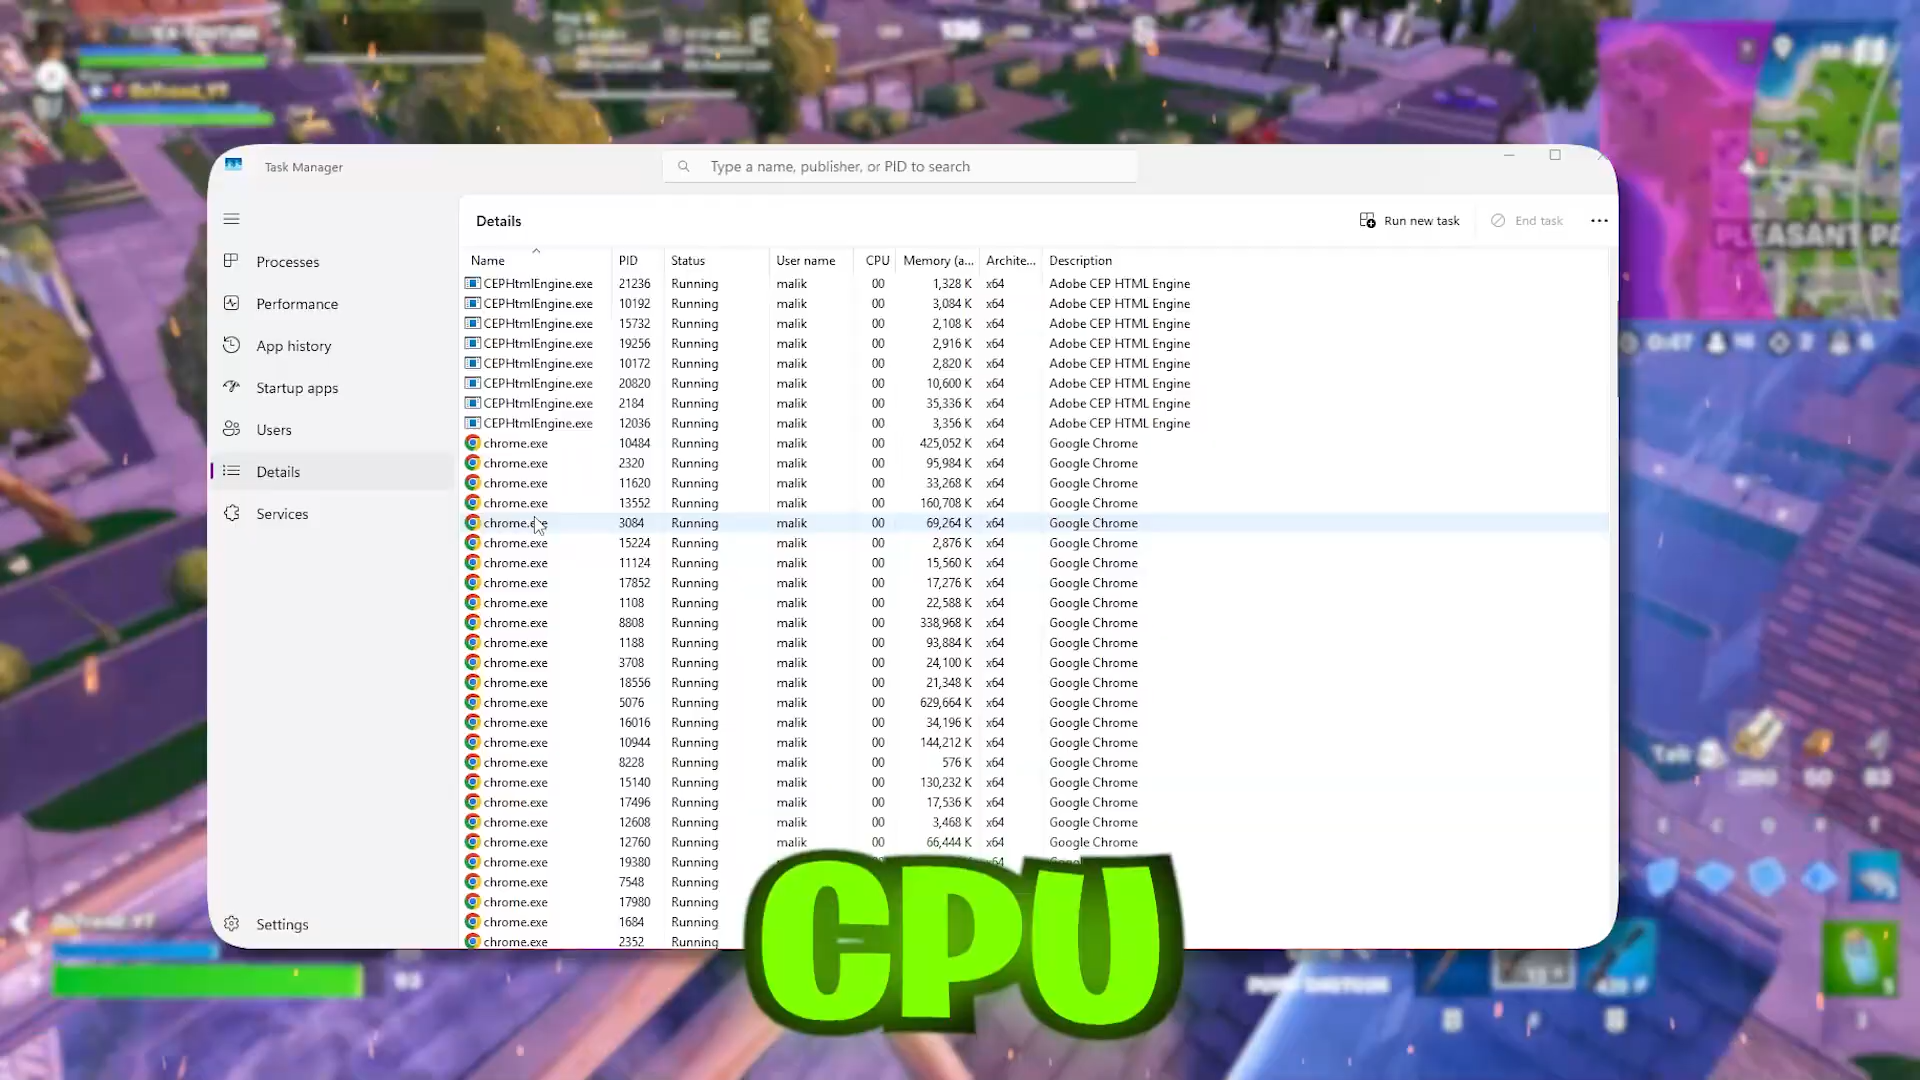 Task Manager
Type a name, publisher, or PID to search
Details
Run new task
End task
Processes
Performance
App history
Startup apps
Users
Details
Services
Settings
Name PID Status User name CPU Memory (a... Archite... Description
CEPHtmlEngine.exe 21236 Running malik 00 1,328 K x64 Adobe CEP HTML Engine
CEPHtmlEngine.exe 10192 Running malik 00 3,084 K x64 Adobe CEP HTML Engine
CEPHtmlEngine.exe 15732 Running malik 00 2,108 K x64 Adobe CEP HTML Engine
CEPHtmlEngine.exe 19256 Running malik 00 2,916 K x64 Adobe CEP HTML Engine
CEPHtmlEngine.exe 10172 Running malik 00 2,820 K x64 Adobe CEP HTML Engine
CEPHtmlEngine.exe 20820 Running malik 00 10,600 K x64 Adobe CEP HTML Engine
CEPHtmlEngine.exe 2184 Running malik 00 35,336 K x64 Adobe CEP HTML Engine
CEPHtmlEngine.exe 12036 Running malik 00 3,356 K x64 Adobe CEP HTML Engine
chrome.exe 10484 Running malik 00 425,052 K x64 Google Chrome
chrome.exe 2320 Running malik 00 95,984 K x64 Google Chrome
chrome.exe 11620 Running malik 00 33,268 K x64 Google Chrome
chrome.exe 13552 Running malik 00 160,708 K x64 Google Chrome
chrome.exe 3084 Running malik 00 69,264 K x64 Google Chrome
chrome.exe 15224 Running malik 00 2,876 K x64 Google Chrome
chrome.exe 11124 Running malik 00 15,560 K x64 Google Chrome
chrome.exe 17852 Running malik 00 17,276 K x64 Google Chrome
chrome.exe 1108 Running malik 00 22,588 K x64 Google Chrome
chrome.exe 8808 Running malik 00 338,968 K x64 Google Chrome
chrome.exe 1188 Running malik 00 93,884 K x64 Google Chrome
chrome.exe 3708 Running malik 00 24,100 K x64 Google Chrome
chrome.exe 18556 Running malik 00 21,348 K x64 Google Chrome
chrome.exe 5076 Running malik 00 629,664 K x64 Google Chrome
chrome.exe 16016 Running malik 00 34,196 K x64 Google Chrome
chrome.exe 10944 Running malik 00 144,212 K x64 Google Chrome
chrome.exe 8228 Running malik 00 576 K x64 Google Chrome
chrome.exe 15140 Running malik 00 130,232 K x64 Google Chrome
chrome.exe 17496 Running malik 00 17,536 K x64 Google Chrome
chrome.exe 12608 Running malik 00 3,468 K x64 Google Chrome
chrome.exe 12760 Running malik 00 66,444 K x64 Google Chrome
chrome.exe 19380 Running
chrome.exe 7548 Running
chrome.exe 17980 Running
chrome.exe 1684 Running
chrome.exe 2352 Running
CPU
PLEASANT PA